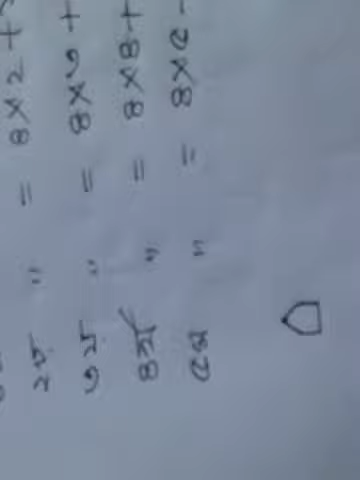 ২য় " = ৪×২+
৩য় " = ৪×৩+
৪র্থ " = ৪×৪+
৫ম " = ৪×৫